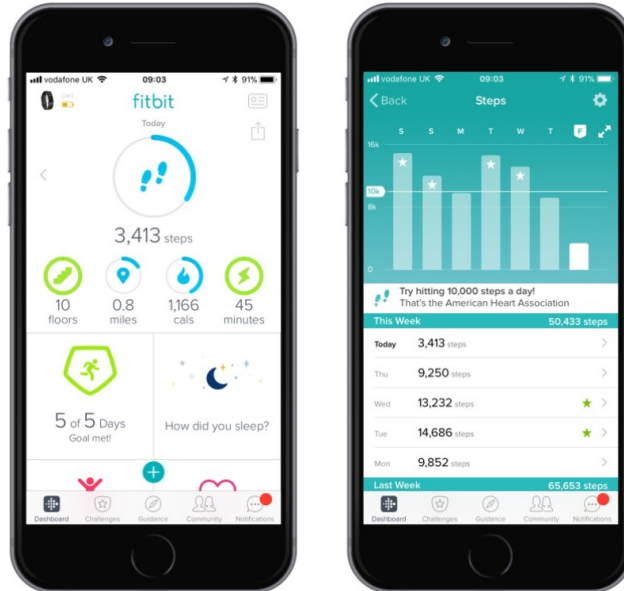 vodafone UK 09:03 91%
fitbit
Today
3,413 steps
10 floors
0.8 miles
1,166 cals
45 minutes
5 of 5 Days
Goal met!
How did you sleep?
Dashboard Challenges Guidance Community Notifications
vodafone UK 09:03 91%
Back Steps
S S M T W T F
16k
10k
8k
0
Try hitting 10,000 steps a day!
That's the American Heart Association
This Week 50,433 steps
Today 3,413 steps
Thu 9,250 steps
Wed 13,232 steps
Tue 14,686 steps
Mon 9,852 steps
Last Week 65,653 steps
Dashboard Challenges Guidance Community Notifications